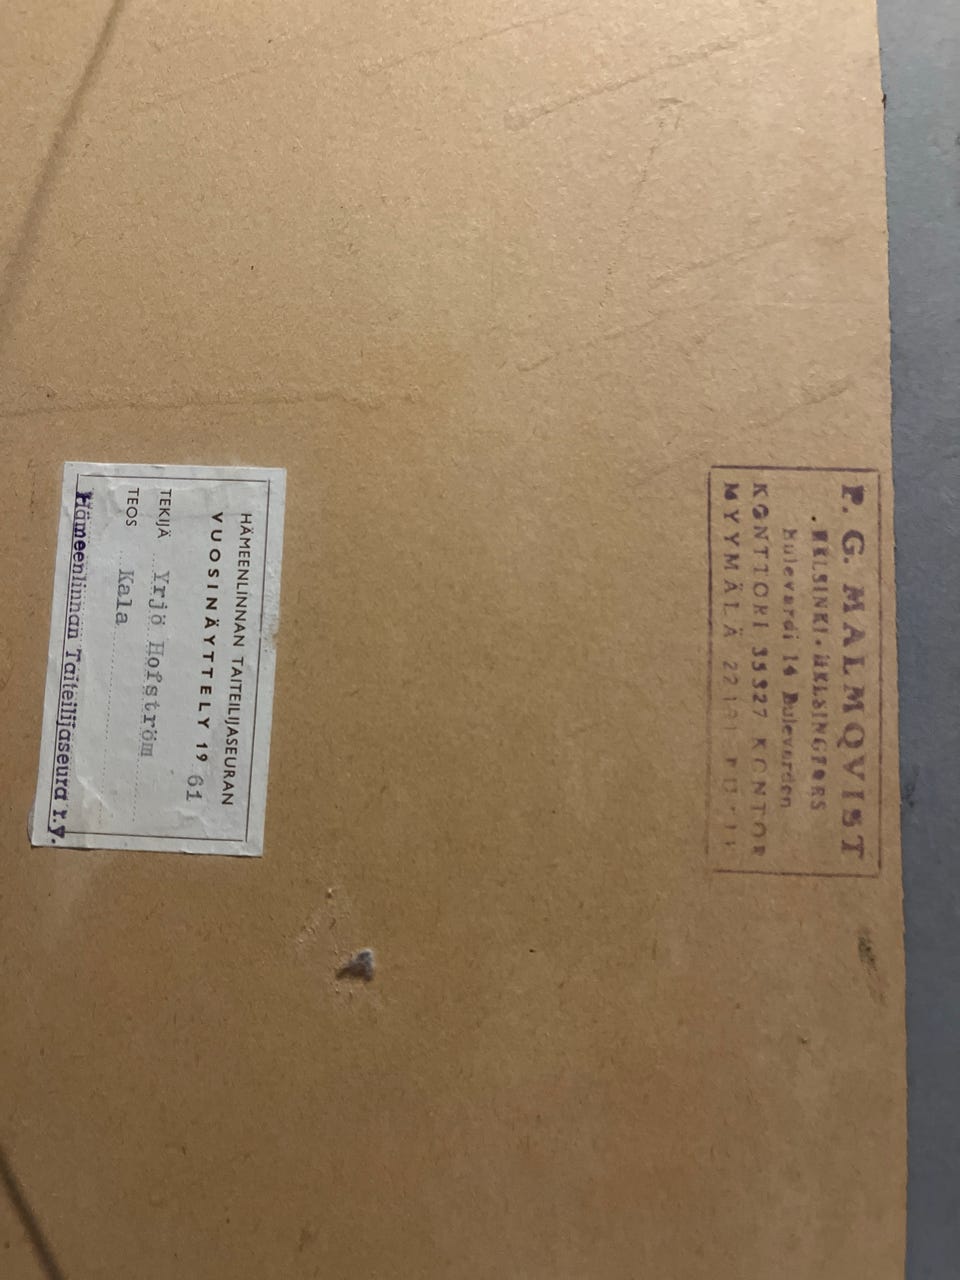 P. G. MALMQVIST
HELSINKI - HELSINGFORS
Bulevardi 14 Bulevarden
KONTTORI 35327 KONTOR
MYYMÄLÄ
HÄMEENLINNAN TAITEILIJASEURAN
VUOSINÄYTTELY 19 61
TEKIJÄ Yrjö Hofström
TEOS Kala
Hämeenlinnan Taiteilijaseura r.y.